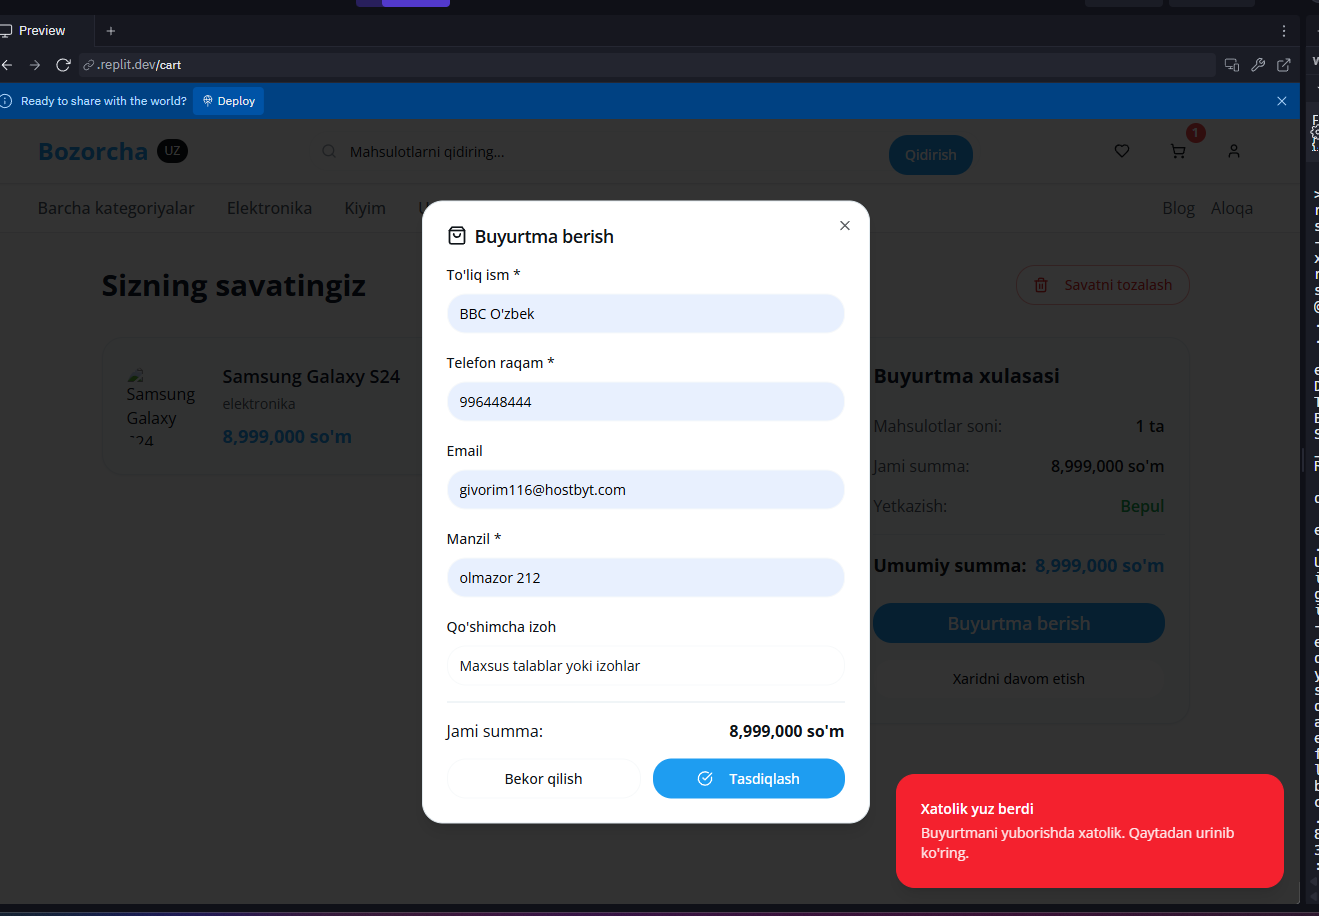 Preview
.replit.dev/cart
Ready to share with the world? Deploy
Bozorcha UZ
Mahsulotlarni qidiring...
Qidirish
1
Barcha kategoriyalar Elektronika Kiyim Blog Aloqa
Sizning savatingiz
Savatni tozalash
Samsung Galaxy S24
Samsung Galaxy S24
elektronika
8,999,000 so'm
Buyurtma berish
To'liq ism *
BBC O'zbek
Telefon raqam *
996448444
Email
givorim116@hostbyt.com
Manzil *
olmazor 212
Qo'shimcha izoh
Maxsus talablar yoki izohlar
Jami summa: 8,999,000 so'm
Bekor qilish Tasdiqlash
Buyurtma xulasasi
Mahsulotlar soni: 1 ta
Jami summa: 8,999,000 so'm
Yetkazish: Bepul
Umumiy summa: 8,999,000 so'm
Buyurtma berish
Xaridni davom etish
Xatolik yuz berdi
Buyurtmani yuborishda xatolik. Qaytadan urinib
ko'ring.